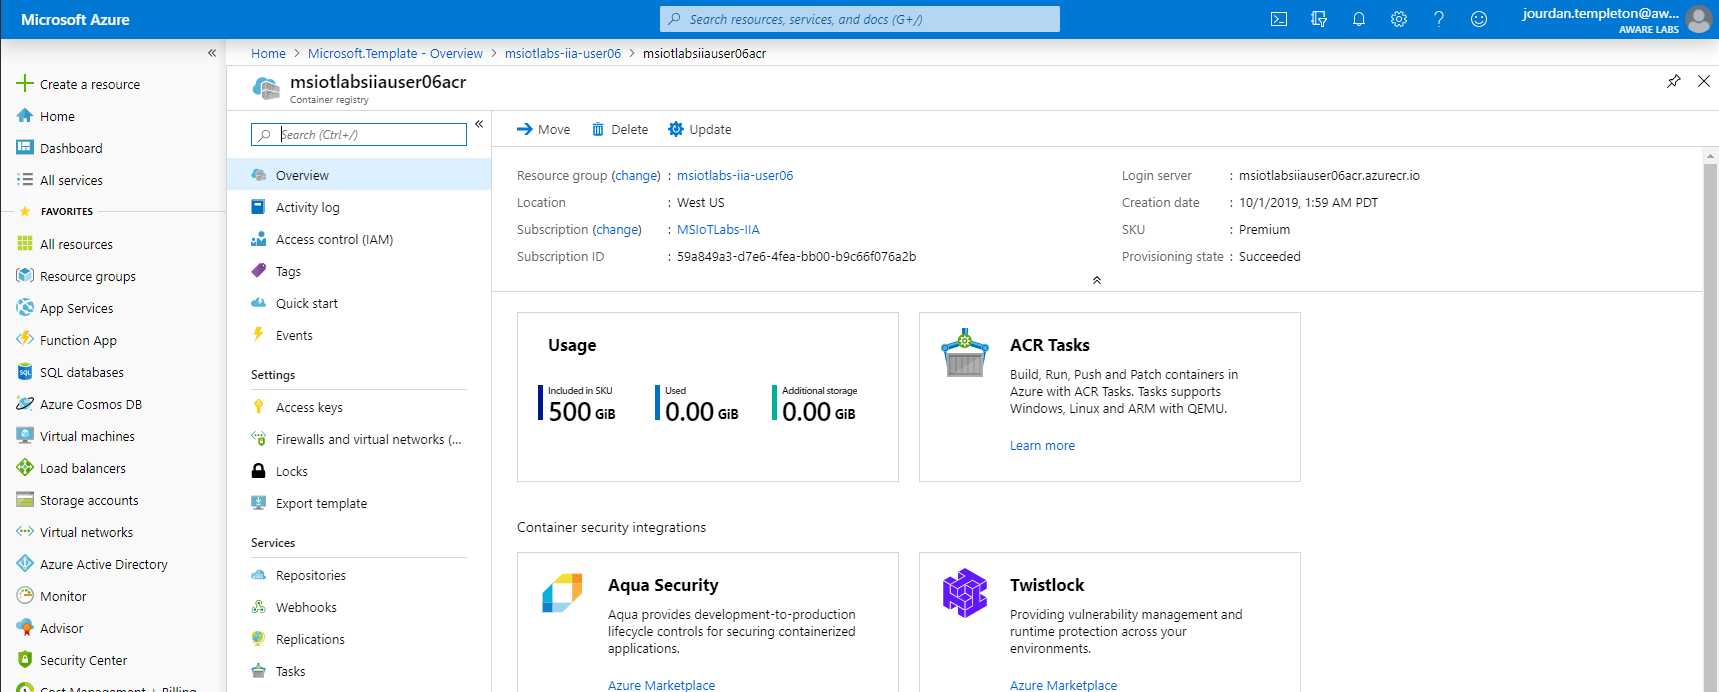 Microsoft Azure
Search resources, services, and docs (G+/)
jourdan.templeton@aw...
AWARE LABS
Home > Microsoft.Template - Overview > msiotlabs-iia-user06 > msiotlabsiiauser06acr
Create a resource
Home
Dashboard
All services
FAVORITES
All resources
Resource groups
App Services
Function App
SQL databases
Azure Cosmos DB
Virtual machines
Load balancers
Storage accounts
Virtual networks
Azure Active Directory
Monitor
Advisor
Security Center
Cost Management + Billing
msiotlabsiiauser06acr
Container registry
Search (Ctrl+/)
Overview
Activity log
Access control (IAM)
Tags
Quick start
Events
Settings
Access keys
Firewalls and virtual networks (...
Locks
Export template
Services
Repositories
Webhooks
Replications
Tasks
Move Delete Update
Resource group (change) : msiotlabs-iia-user06
Location : West US
Subscription (change) : MSIoTLabs-IIA
Subscription ID : 59a849a3-d7e6-4fea-bb00-b9c66f076a2b
Login server : msiotlabsiiauser06acr.azurecr.io
Creation date : 10/1/2019, 1:59 AM PDT
SKU : Premium
Provisioning state : Succeeded
Usage
Included in SKU
500 GiB
Used
0.00 GiB
Additional storage
0.00 GiB
ACR Tasks
Build, Run, Push and Patch containers in
Azure with ACR Tasks. Tasks supports
Windows, Linux and ARM with QEMU.
Learn more
Container security integrations
Aqua Security
Aqua provides development-to-production
lifecycle controls for securing containerized
applications.
Azure Marketplace
Twistlock
Providing vulnerability management and
runtime protection across your
environments.
Azure Marketplace